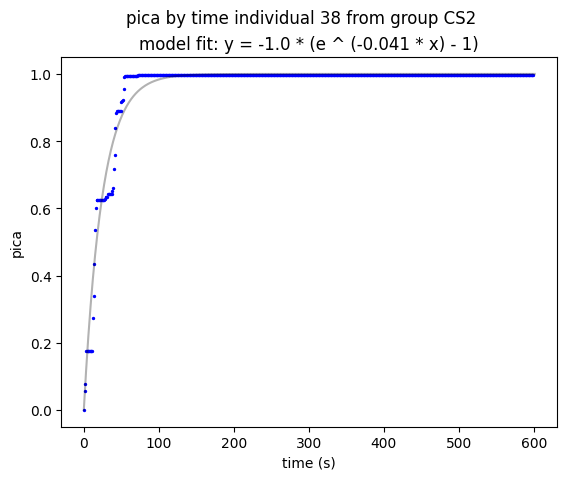 pica by time individual 38 from group CS2
model fit: y = -1.0 * (e ^ (-0.041 * x) - 1)
1.0
0.8
0.6
0.4
0.2
0.0
pica
0 100 200 300 400 500 600
time (s)